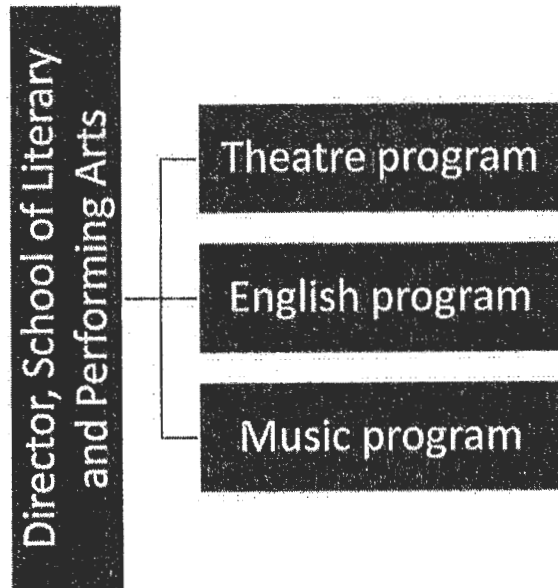 Director, School of Literary
and Performing Arts
Theatre program
English program
Music program